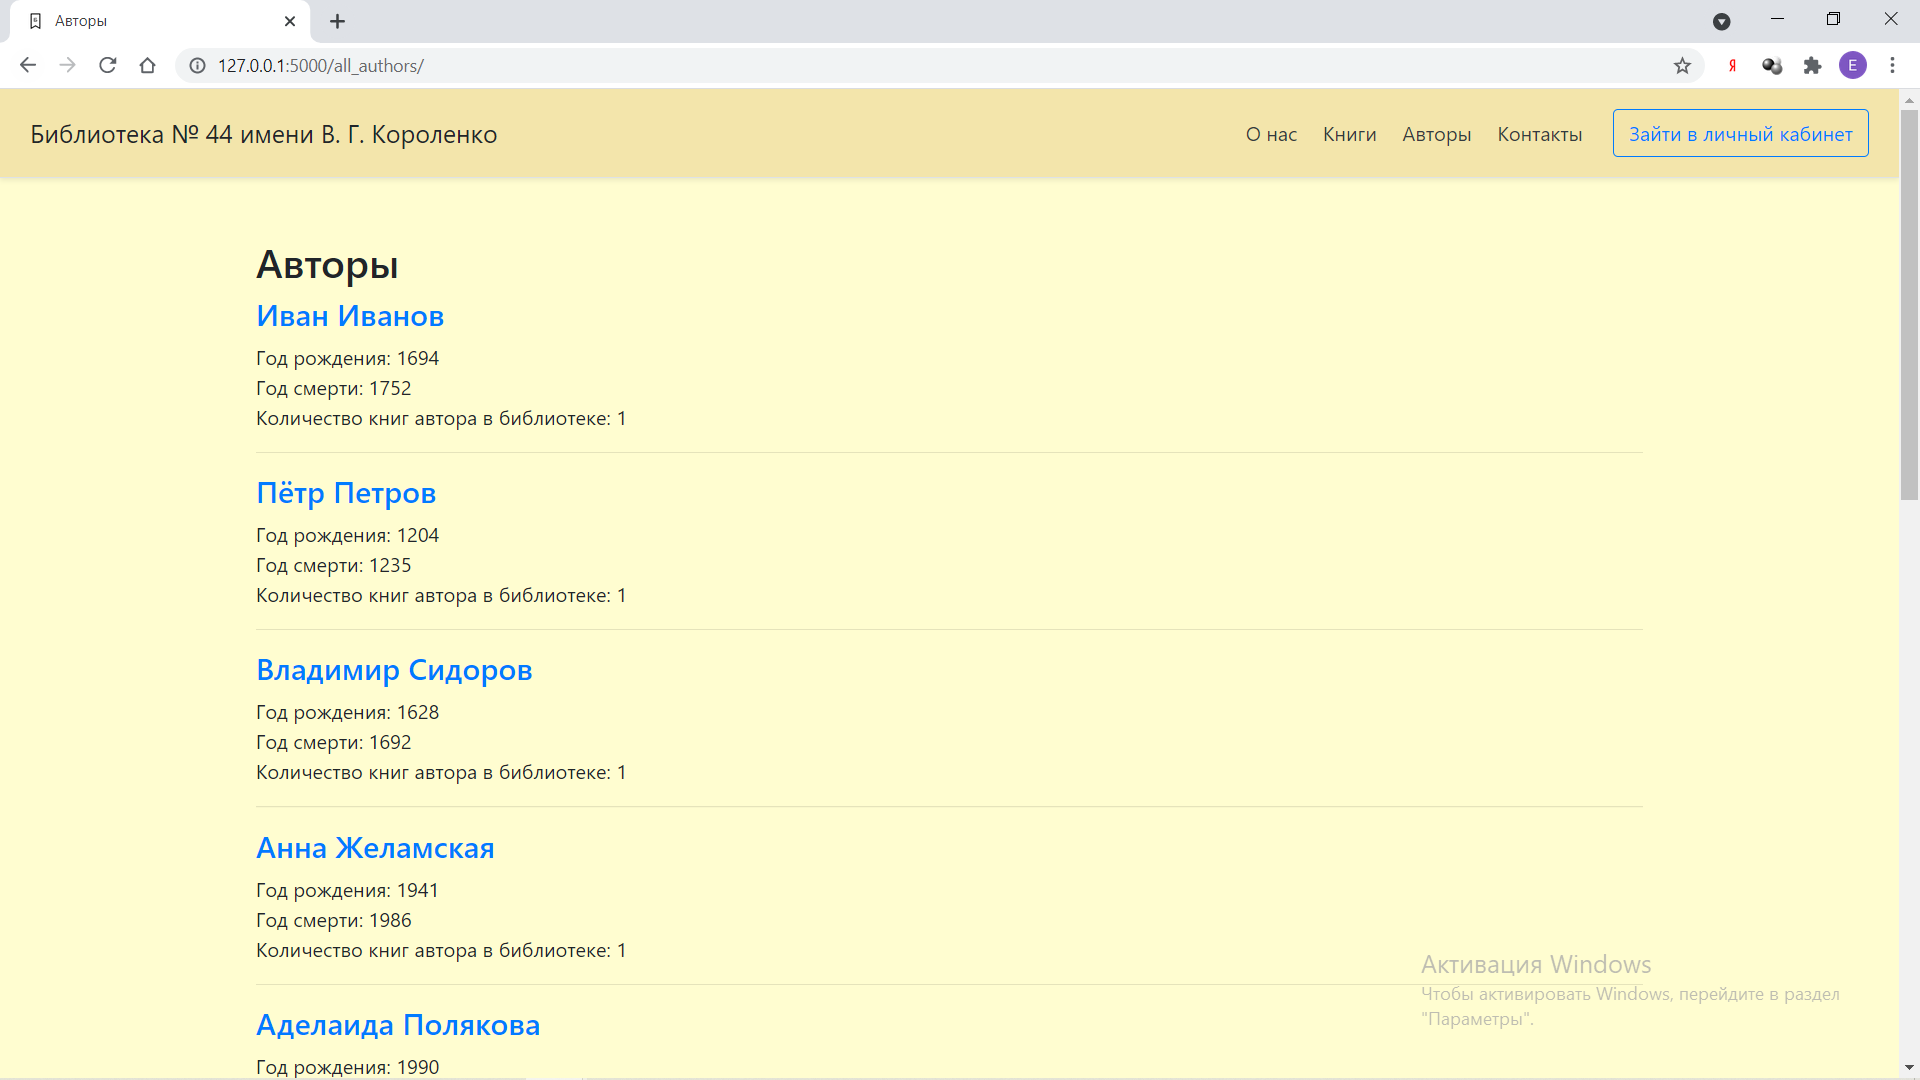 Авторы
127.0.0.1:5000/all_authors/
Я
E
Библиотека № 44 имени В. Г. Короленко
О нас Книги Авторы Контакты Зайти в личный кабинет
Авторы
Иван Иванов
Год рождения: 1694
Год смерти: 1752
Количество книг автора в библиотеке: 1
Пётр Петров
Год рождения: 1204
Год смерти: 1235
Количество книг автора в библиотеке: 1
Владимир Сидоров
Год рождения: 1628
Год смерти: 1692
Количество книг автора в библиотеке: 1
Анна Желамская
Год рождения: 1941
Год смерти: 1986
Количество книг автора в библиотеке: 1
Аделаида Полякова
Год рождения: 1990
Активация Windows
Чтобы активировать Windows, перейдите в раздел
"Параметры".